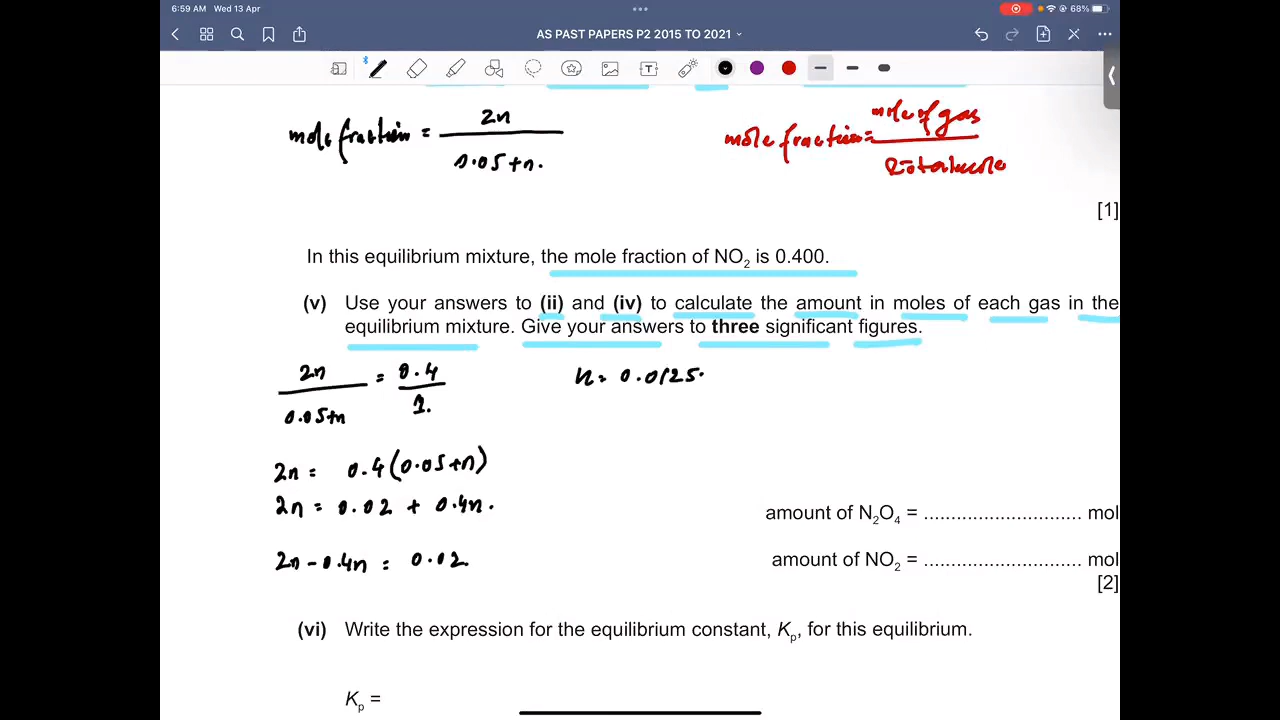 6:59 AM Wed 13 Apr
68%
AS PAST PAPERS P2 2015 TO 2021
mole fraction = 2n / 0.05+n.
mole fraction = mole of gas / total mole
[1]
In this equilibrium mixture, the mole fraction of NO2 is 0.400.
(v) Use your answers to (ii) and (iv) to calculate the amount in moles of each gas in the
equilibrium mixture. Give your answers to three significant figures.
2n / 0.05+n = 0.4 / 1.
n = 0.0125.
2n = 0.4(0.05+n)
2n = 0.02 + 0.4n.
amount of N2O4 = ............................. mol
2n - 0.4n = 0.02
amount of NO2 = ............................. mol
[2]
(vi) Write the expression for the equilibrium constant, Kp, for this equilibrium.
Kp =